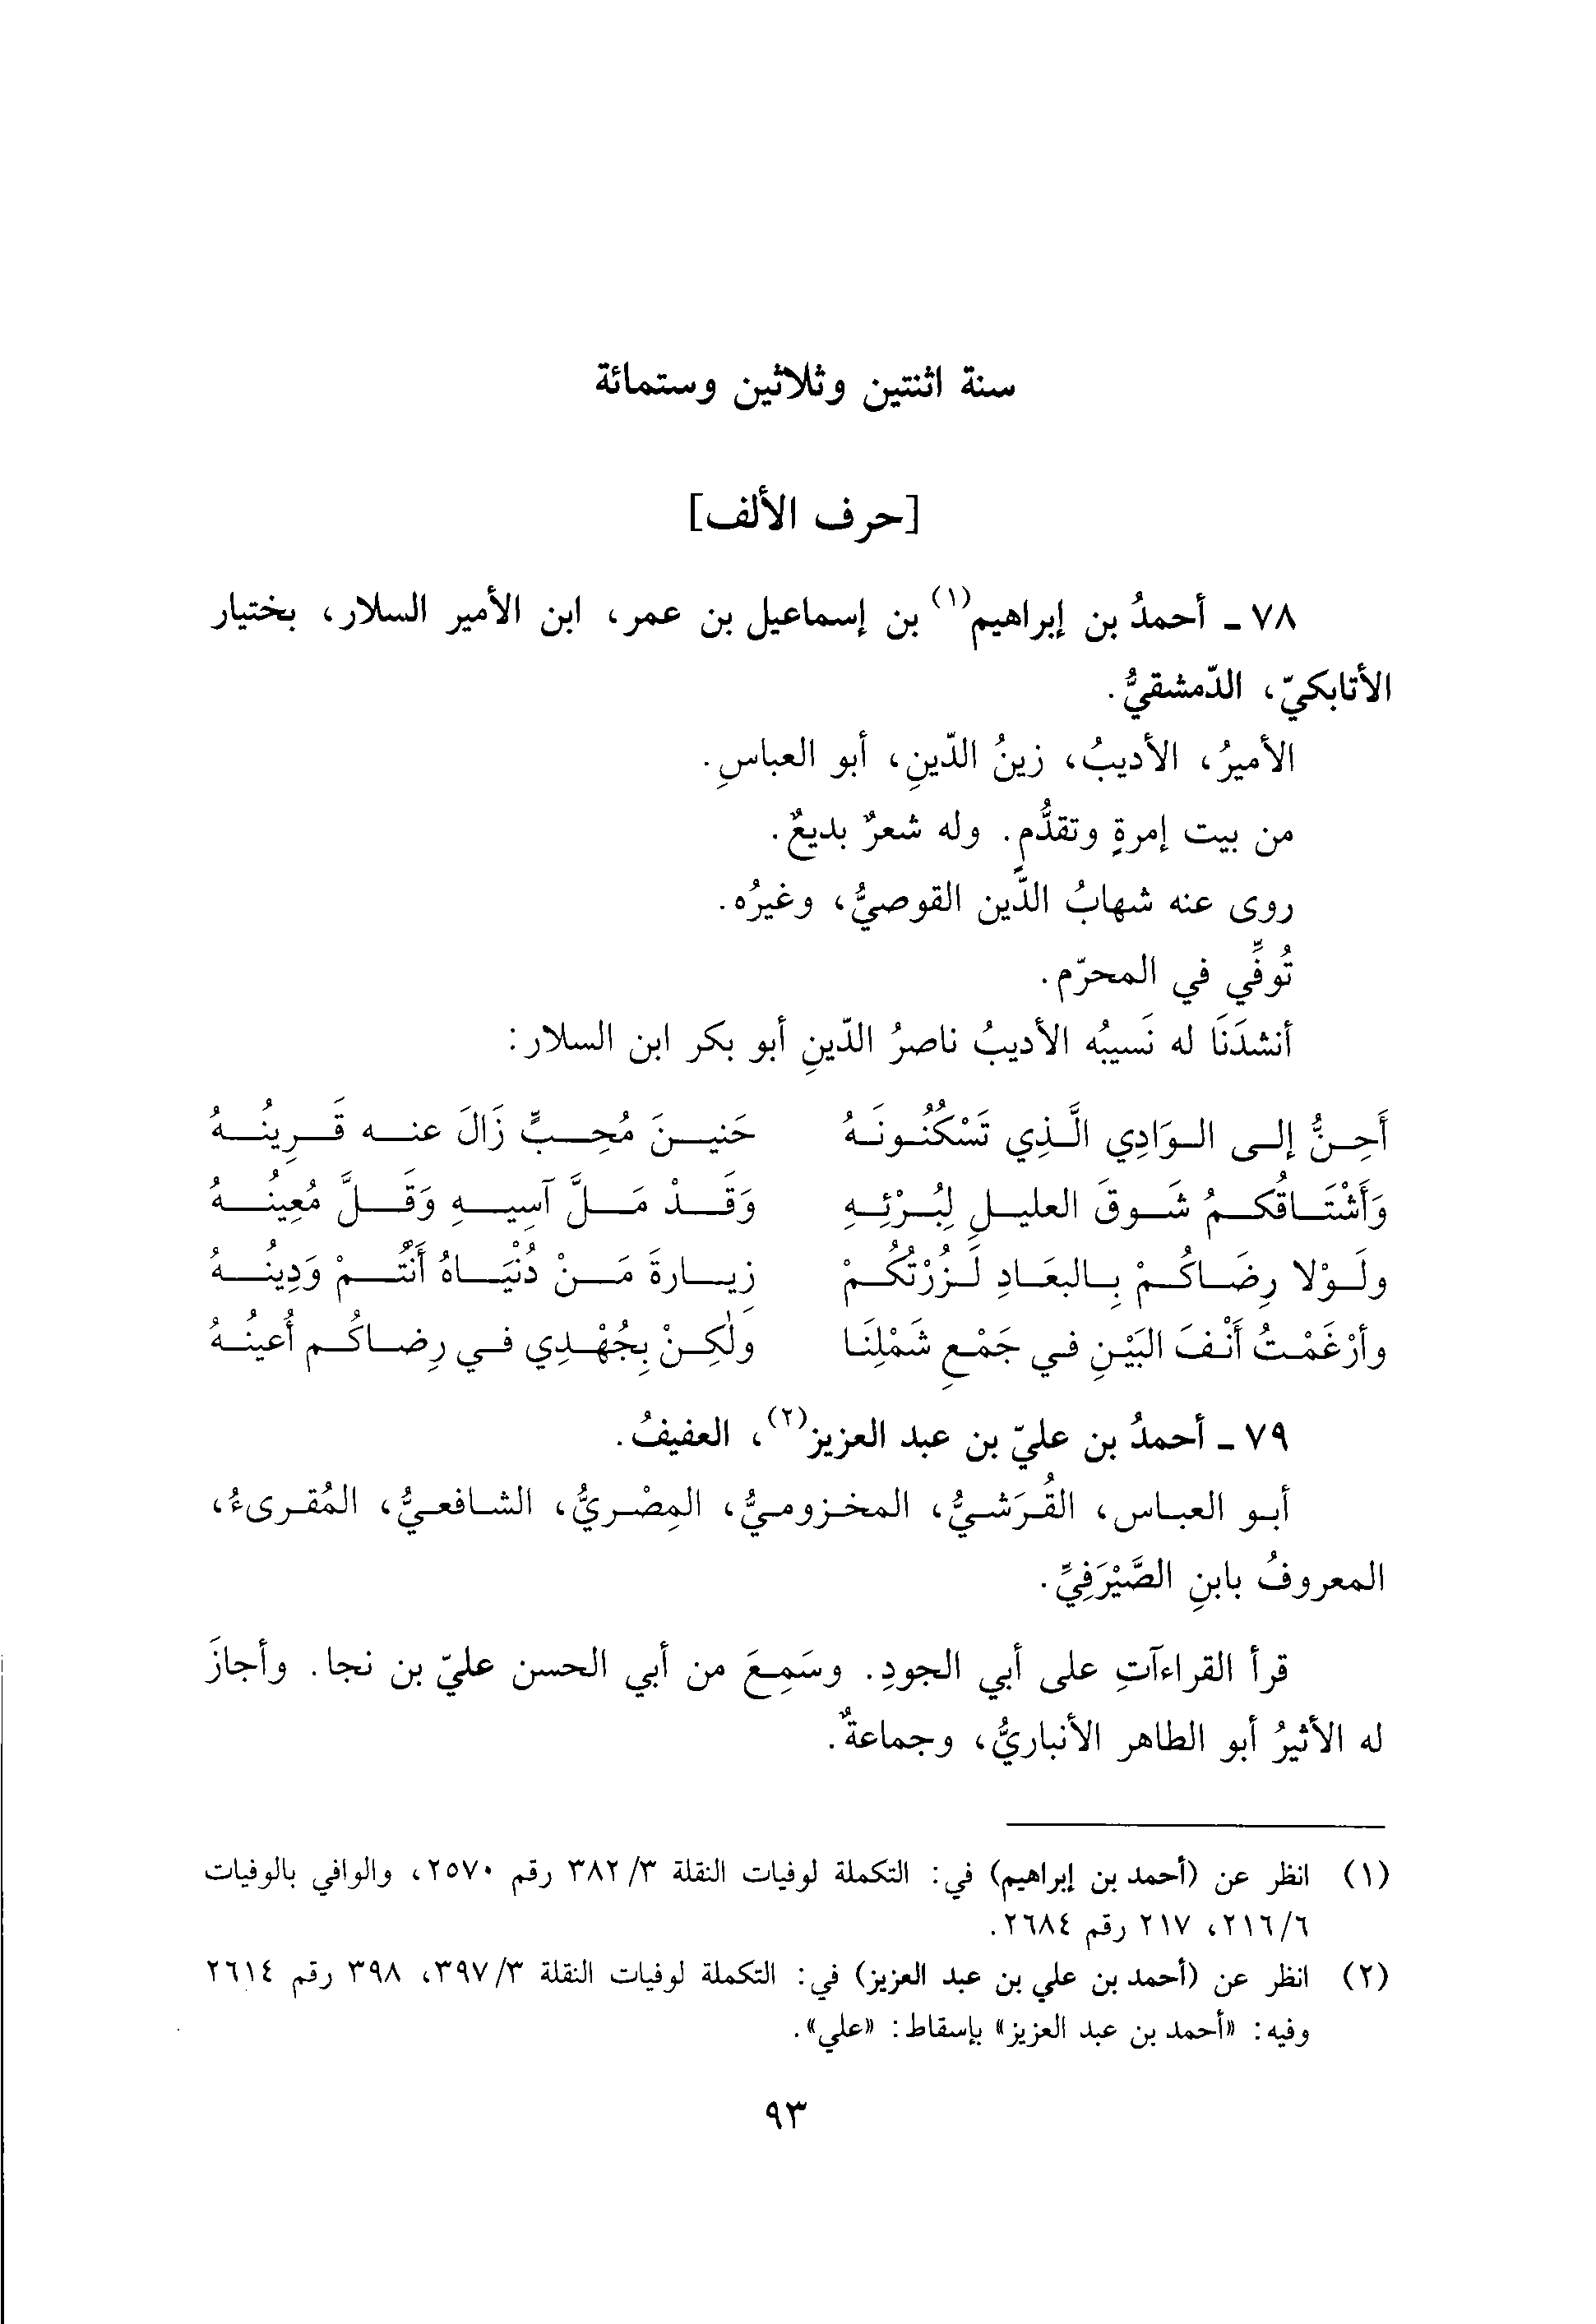 سنة اثنتين وثلاثين وستمائة
[حرف الألف]
٧٨ ـ أحمدُ بن إبراهيم(١) بن إسماعيل بن عمر، ابن الأمير السلار، بختيار
الأتابكيّ، الدّمشقيُّ.
الأميرُ، الأديبُ، زينُ الدّينِ، أبو العباسِ.
من بيت إمرةٍ وتقدُّمٍ. وله شعرٌ بديعٌ.
روى عنه شهابُ الدّين القوصيُّ، وغيرُه.
تُوفِّي في المحرّم.
أنشدَنَا له نَسيبُه الأديبُ ناصرُ الدّينِ أبو بكر ابن السلار:
أَحِنُّ إلى الوَادِي الَّذِي تَسْكُنُونَهُ حَنينَ مُحِبٍّ زَالَ عنه قَرِينُهُ
وَأَشْتَاقُكمُ شَوقَ العليلِ لِبُرْئِهِ وَقَدْ مَلَّ آسِيهِ وَقَلَّ مُعِينُهُ
ولَوْلا رِضَاكُمْ بِالبعَادِ لَزُرْتُكُمْ زِيارةَ مَنْ دُنْيَاهُ أَنْتُمْ وَدِينُهُ
وأرْغَمْتُ أَنْفَ البَيْنِ في جَمْعِ شَمْلِنَا ولٰكِنْ بِجُهْدِي في رِضاكُم أُعينُهُ
٧٩ ـ أحمدُ بن عليّ بن عبد العزيز(٢)، العفيفُ.
أبو العباس، القُرَشيُّ، المخزوميُّ، المِصْريُّ، الشافعيُّ، المُقرىءُ،
المعروفُ بابنِ الصَّيْرَفِيِّ.
قرأ القراءآتِ على أبي الجودِ. وسَمِعَ من أبي الحسن عليّ بن نجا. وأجازَ
له الأثيرُ أبو الطاهر الأنباريُّ، وجماعةٌ.
(١) انظر عن (أحمد بن إبراهيم) في: التكملة لوفيات النقلة ٣/ ٣٨٢ رقم ٢٥٧٠، والوافي بالوفيات
٦/ ٢١٦، ٢١٧ رقم ٢٦٨٤.
(٢) انظر عن (أحمد بن علي بن عبد العزيز) في: التكملة لوفيات النقلة ٣/ ٣٩٧، ٣٩٨ رقم ٢٦١٤
وفيه: «أحمد بن عبد العزيز» بإسقاط: «علي».
٩٣